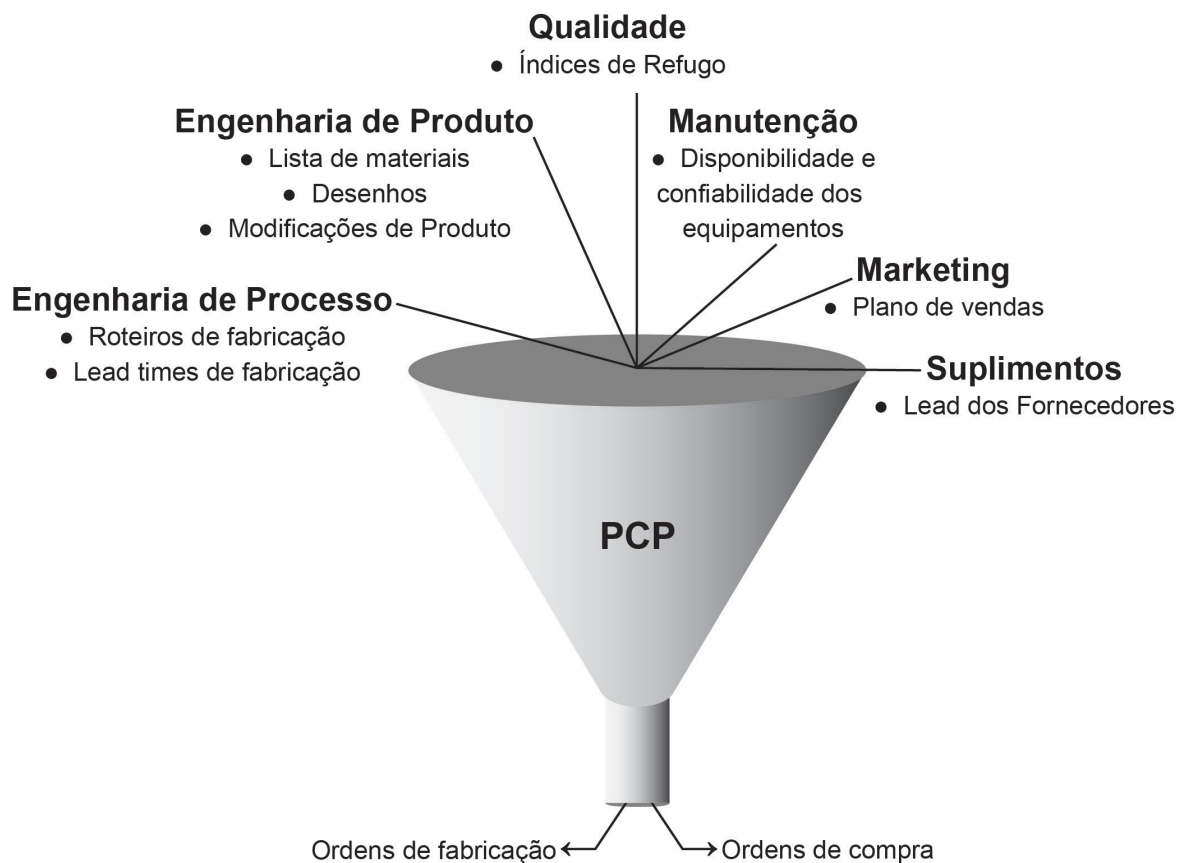 Qualidade
● Índices de Refugo
Engenharia de Produto
● Lista de materiais
● Desenhos
● Modificações de Produto
Manutenção
● Disponibilidade e
confiabilidade dos
equipamentos
Engenharia de Processo
● Roteiros de fabricação
● Lead times de fabricação
Marketing
● Plano de vendas
Suplimentos
● Lead dos Fornecedores
PCP
Ordens de fabricação
Ordens de compra